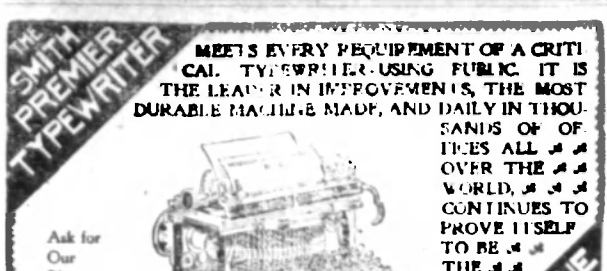 THE
SMITH
PREMIER
TYPEWRITER
MEETS EVERY REQUIREMENT OF A CRITI
CAL TYPEWRITER-USING PUBLIC. IT IS
THE LEADER IN IMPROVEMENTS, THE MOST
DURABLE MACHINE MADE, AND DAILY IN THOU-
SANDS OF OF-
FICES ALL
OVER THE
WORLD,
CONTINUES TO
PROVE ITSELF
TO BE
THE
Ask for
Our